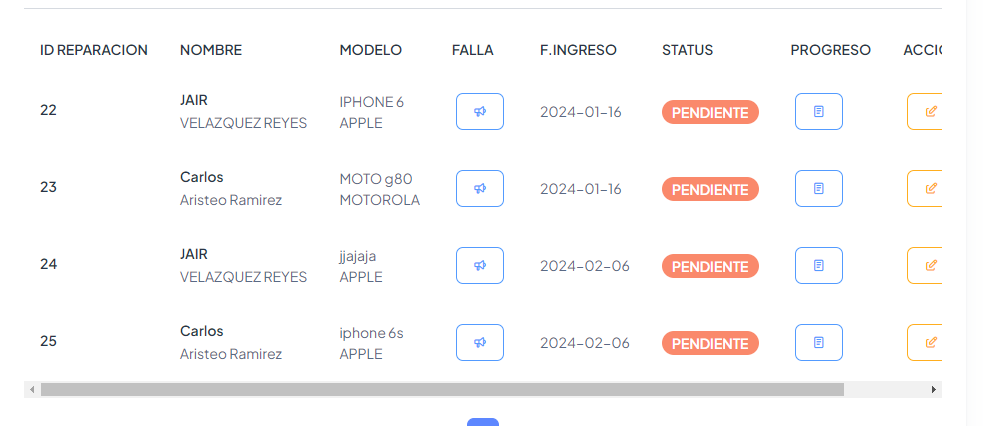 ID REPARACION NOMBRE MODELO FALLA F.INGRESO STATUS PROGRESO ACCI
22 JAIR VELAZQUEZ REYES IPHONE 6 APPLE 2024-01-16 PENDIENTE
23 Carlos Aristeo Ramirez MOTO g80 MOTOROLA 2024-01-16 PENDIENTE
24 JAIR VELAZQUEZ REYES jjajaja APPLE 2024-02-06 PENDIENTE
25 Carlos Aristeo Ramirez iphone 6s APPLE 2024-02-06 PENDIENTE